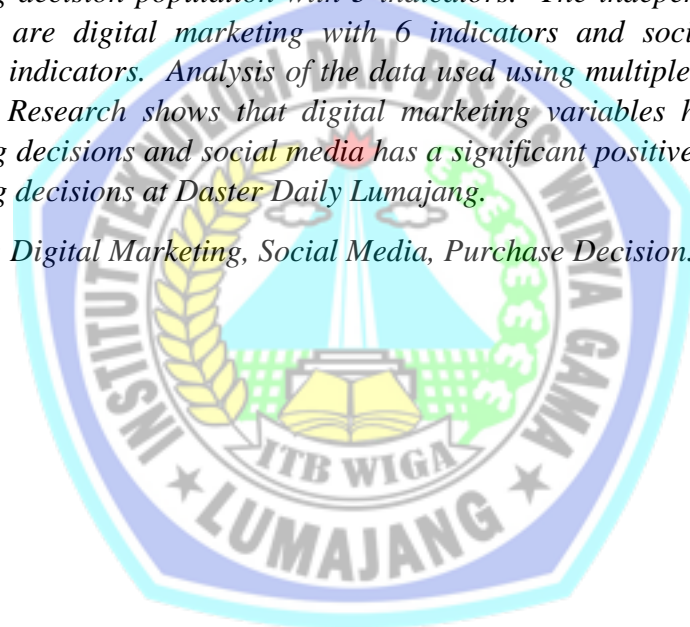 g decision population with 5 indicators. The indepen
are digital marketing with 6 indicators and soci
indicators. Analysis of the data used using multiple
Research shows that digital marketing variables h
g decisions and social media has a significant positive
g decisions at Daster Daily Lumajang.
Digital Marketing, Social Media, Purchase Decision.
INSTITUT TEKNOLOGI DAN BISNIS WIDYA GAMA
ITB WIGA
LUMAJANG